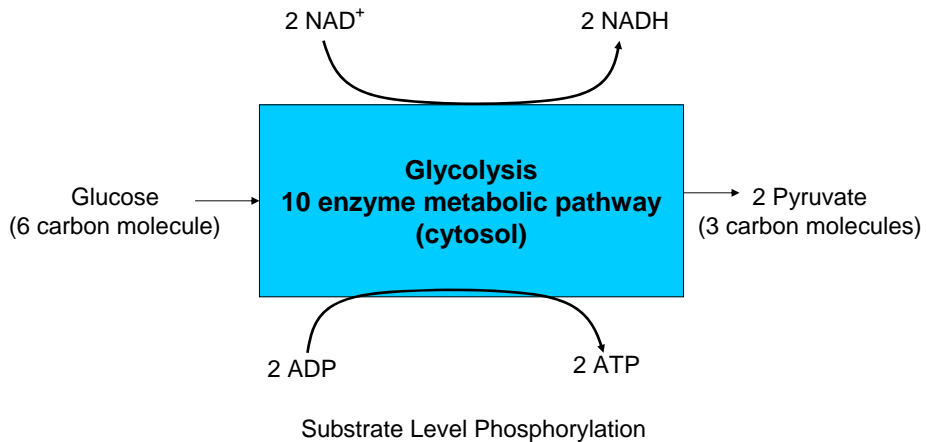 2 NAD+
2 NADH
Glycolysis
10 enzyme metabolic pathway
(cytosol)
Glucose
(6 carbon molecule)
2 Pyruvate
(3 carbon molecules)
2 ADP
2 ATP
Substrate Level Phosphorylation